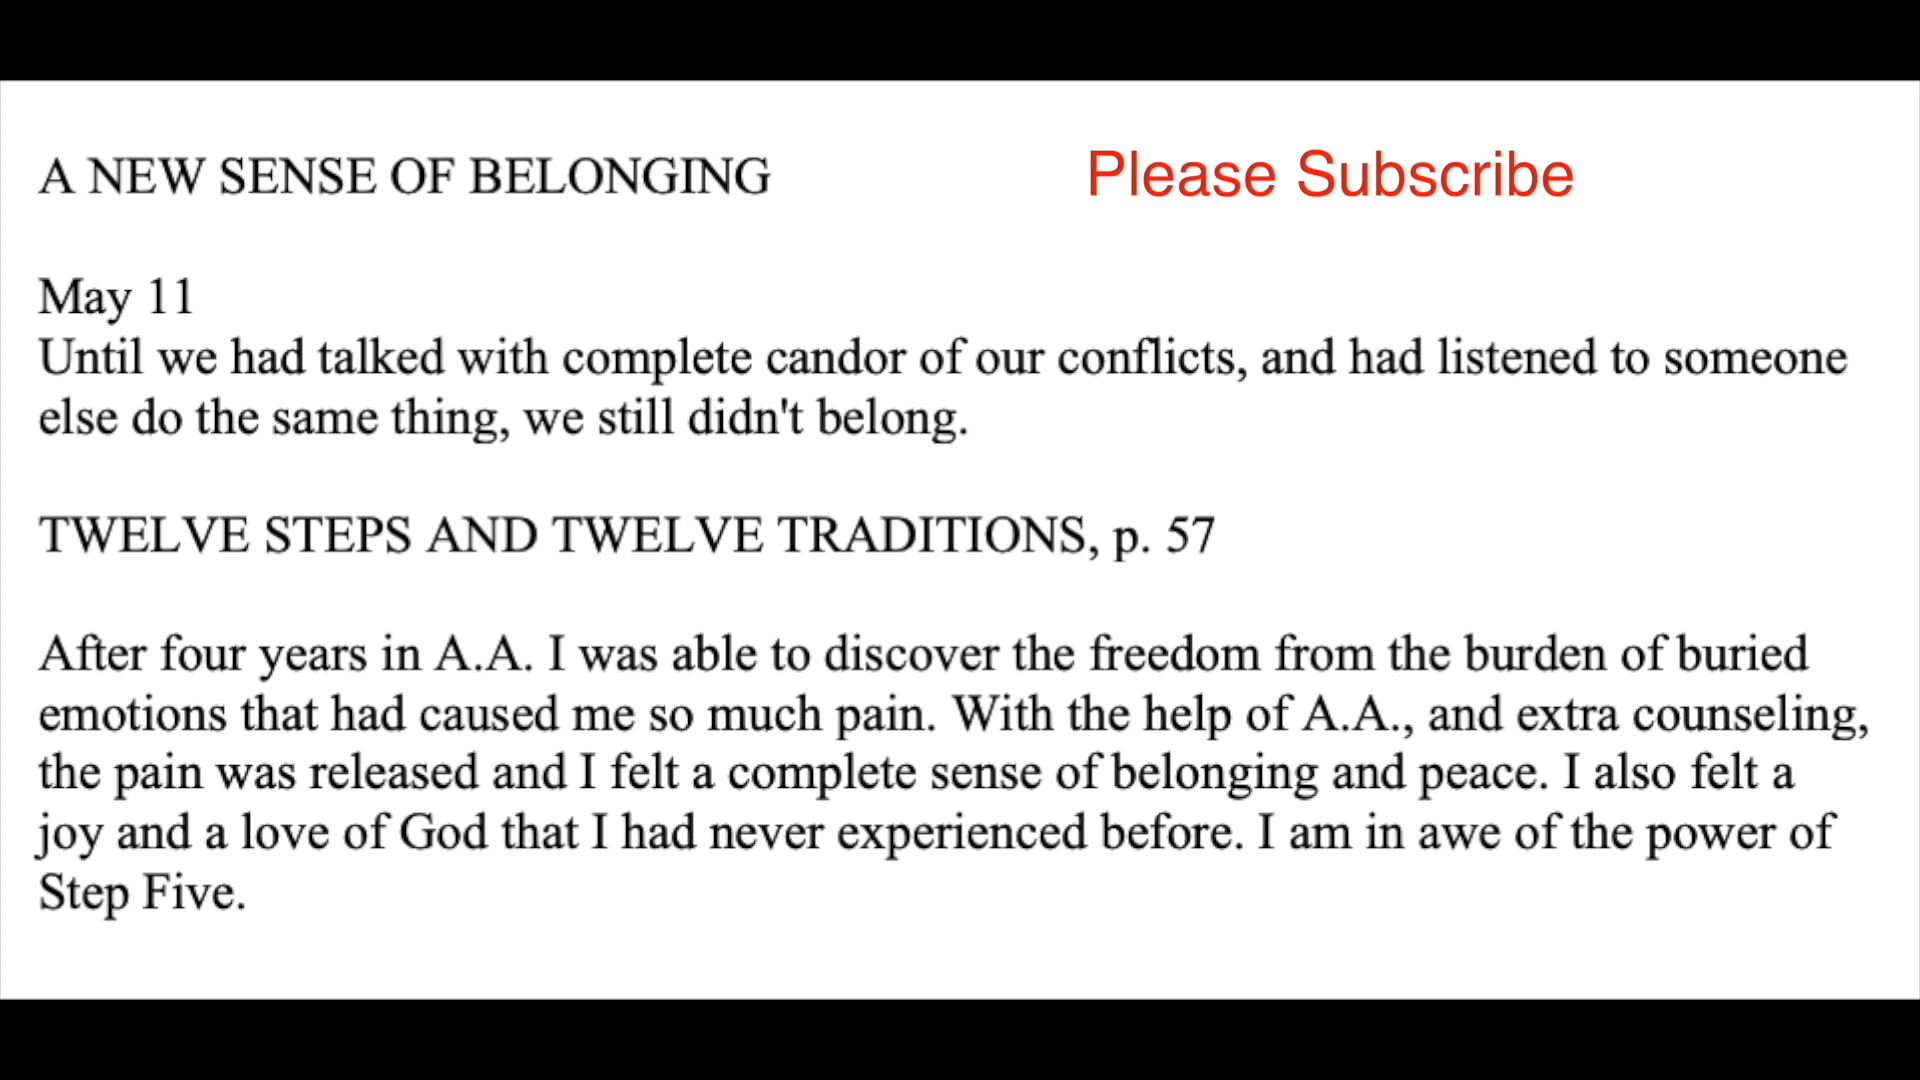 A NEW SENSE OF BELONGING
Please Subscribe
May 11
Until we had talked with complete candor of our conflicts, and had listened to someone
else do the same thing, we still didn't belong.
TWELVE STEPS AND TWELVE TRADITIONS, p. 57
After four years in A.A. I was able to discover the freedom from the burden of buried
emotions that had caused me so much pain. With the help of A.A., and extra counseling,
the pain was released and I felt a complete sense of belonging and peace. I also felt a
joy and a love of God that I had never experienced before. I am in awe of the power of
Step Five.